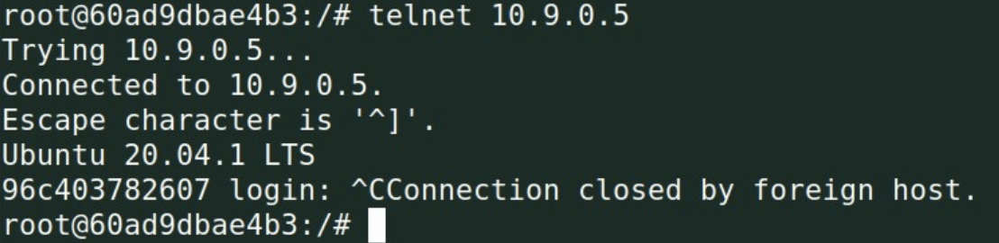 root@60ad9dbae4b3:/# telnet 10.9.0.5
Trying 10.9.0.5...
Connected to 10.9.0.5.
Escape character is '^]'.
Ubuntu 20.04.1 LTS
96c403782607 login: ^CConnection closed by foreign host.
root@60ad9dbae4b3:/#